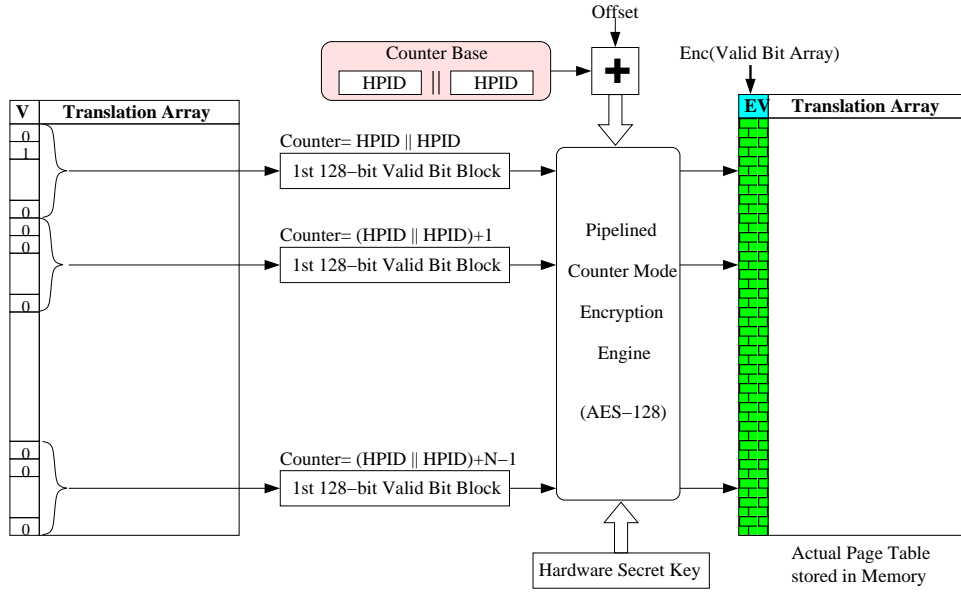 Offset
Counter Base
HPID || HPID
+
Enc(Valid Bit Array)
V Translation Array
EV Translation Array
0
1
0
0
0
0
0
0
0
Counter= HPID || HPID
1st 128-bit Valid Bit Block
Counter= (HPID || HPID)+1
1st 128-bit Valid Bit Block
Counter= (HPID || HPID)+N-1
1st 128-bit Valid Bit Block
Pipelined
Counter Mode
Encryption
Engine
(AES-128)
Hardware Secret Key
Actual Page Table
stored in Memory